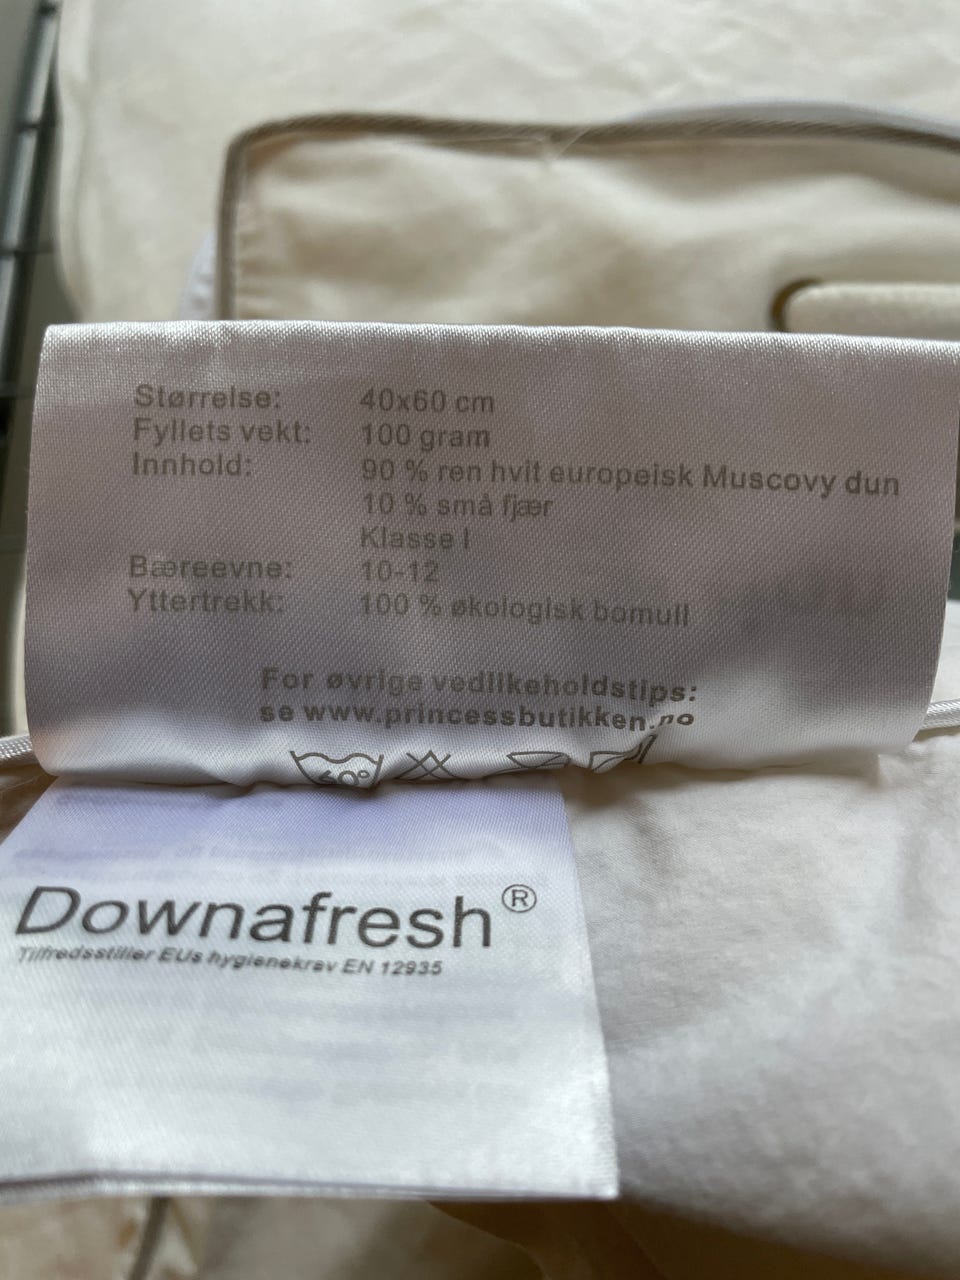 Størrelse: 40x60 cm
Fyllets vekt: 100 gram
Innhold: 90 % ren hvit europeisk Muscovy dun
10 % små fjær
Klasse I
Bæreevne: 10-12
Yttertrekk: 100 % økologisk bomull
For øvrige vedlikeholdstips:
se www.princessbutikken.no
60°
Downafresh®
Tilfredsstiller EUs hygienekrav EN 12935